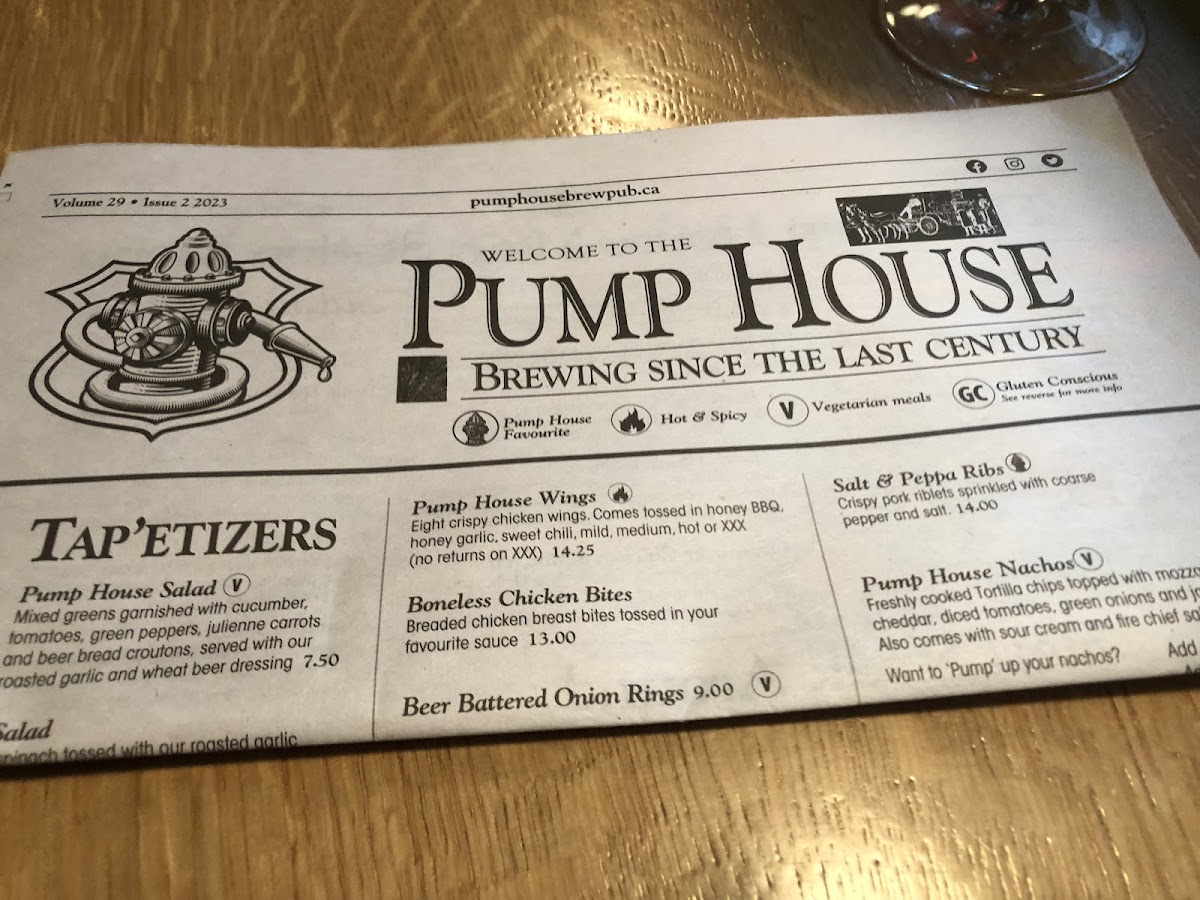 Volume 29 • Issue 2 2023
pumphousebrewpub.ca
WELCOME TO THE
PUMP HOUSE
BREWING SINCE THE LAST CENTURY
Pump House
Favourite
Hot & Spicy
V Vegetarian meals
GC Gluten Conscious
See reverse for more info
TAP'ETIZERS
Pump House Salad V
Mixed greens garnished with cucumber,
tomatoes, green peppers, julienne carrots
and beer bread croutons, served with our
roasted garlic and wheat beer dressing 7.50
Salad
spinach tossed with our roasted garlic
Pump House Wings
Eight crispy chicken wings. Comes tossed in honey BBQ,
honey garlic, sweet chili, mild, medium, hot or XXX
(no returns on XXX) 14.25
Boneless Chicken Bites
Breaded chicken breast bites tossed in your
favourite sauce 13.00
Beer Battered Onion Rings 9.00 V
Salt & Peppa Ribs
Crispy pork riblets sprinkled with coarse
pepper and salt. 14.00
Pump House Nachos V
Freshly cooked Tortilla chips topped with
cheddar, diced tomatoes, green onions and
Also comes with sour cream and fire chief
Want to 'Pump' up your nachos?
Add